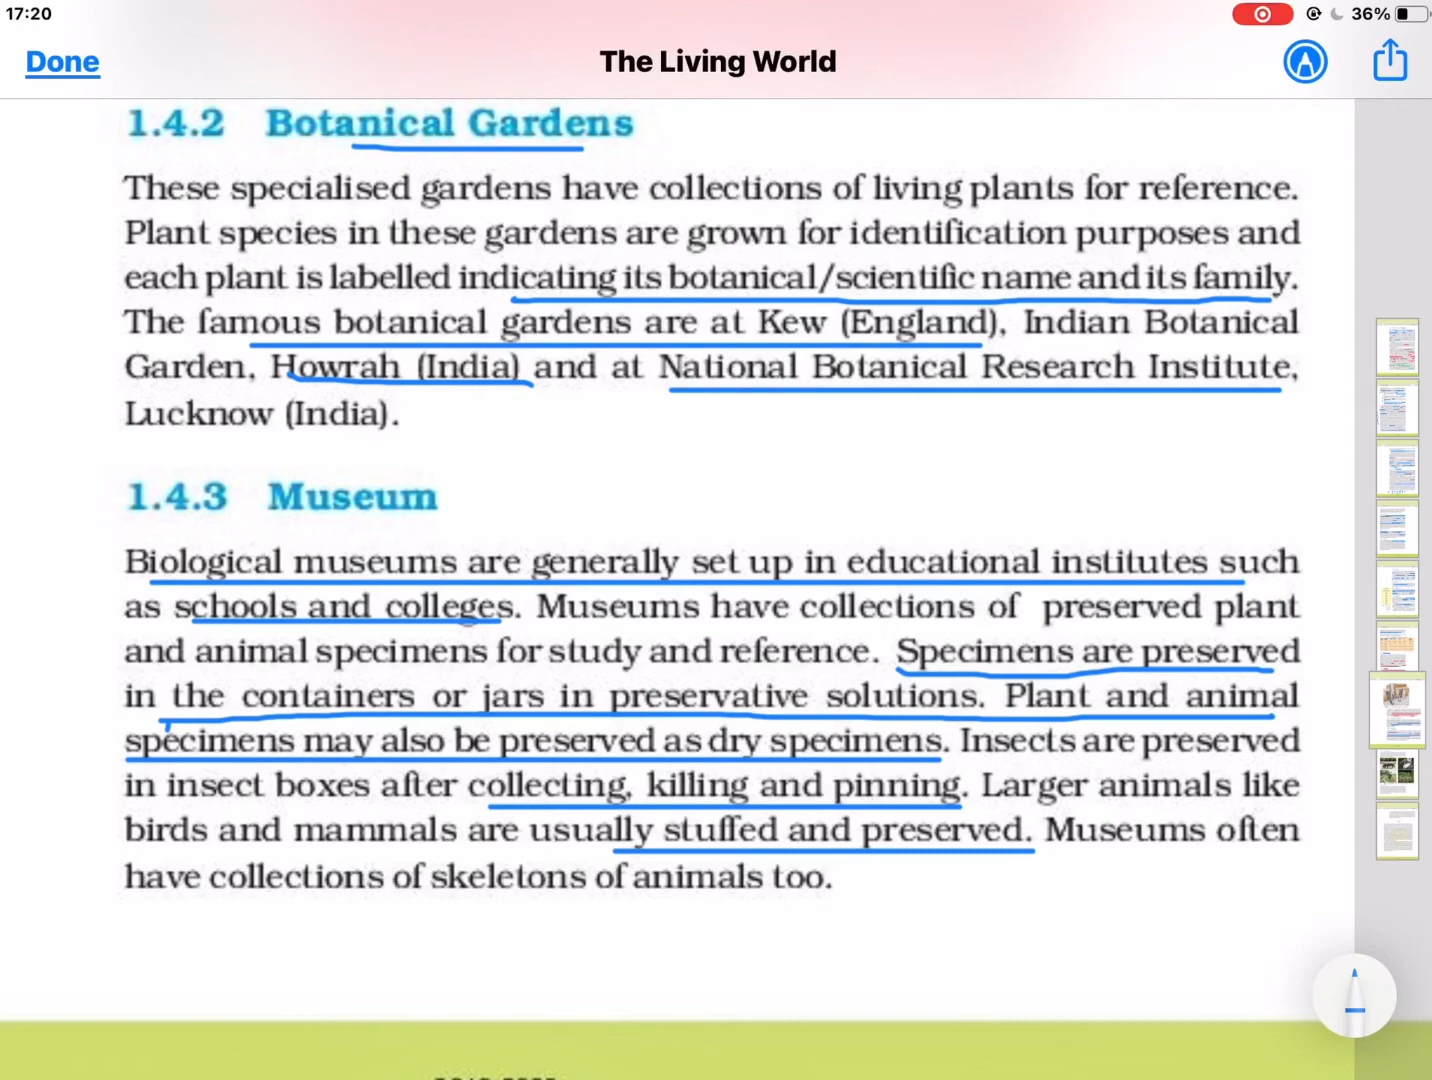 17:20
36%
Done
The Living World
1.4.2 Botanical Gardens
These specialised gardens have collections of living plants for reference.
Plant species in these gardens are grown for identification purposes and
each plant is labelled indicating its botanical/scientific name and its family.
The famous botanical gardens are at Kew (England), Indian Botanical
Garden, Howrah (India) and at National Botanical Research Institute,
Lucknow (India).
1.4.3 Museum
Biological museums are generally set up in educational institutes such
as schools and colleges. Museums have collections of preserved plant
and animal specimens for study and reference. Specimens are preserved
in the containers or jars in preservative solutions. Plant and animal
specimens may also be preserved as dry specimens. Insects are preserved
in insect boxes after collecting, killing and pinning. Larger animals like
birds and mammals are usually stuffed and preserved. Museums often
have collections of skeletons of animals too.